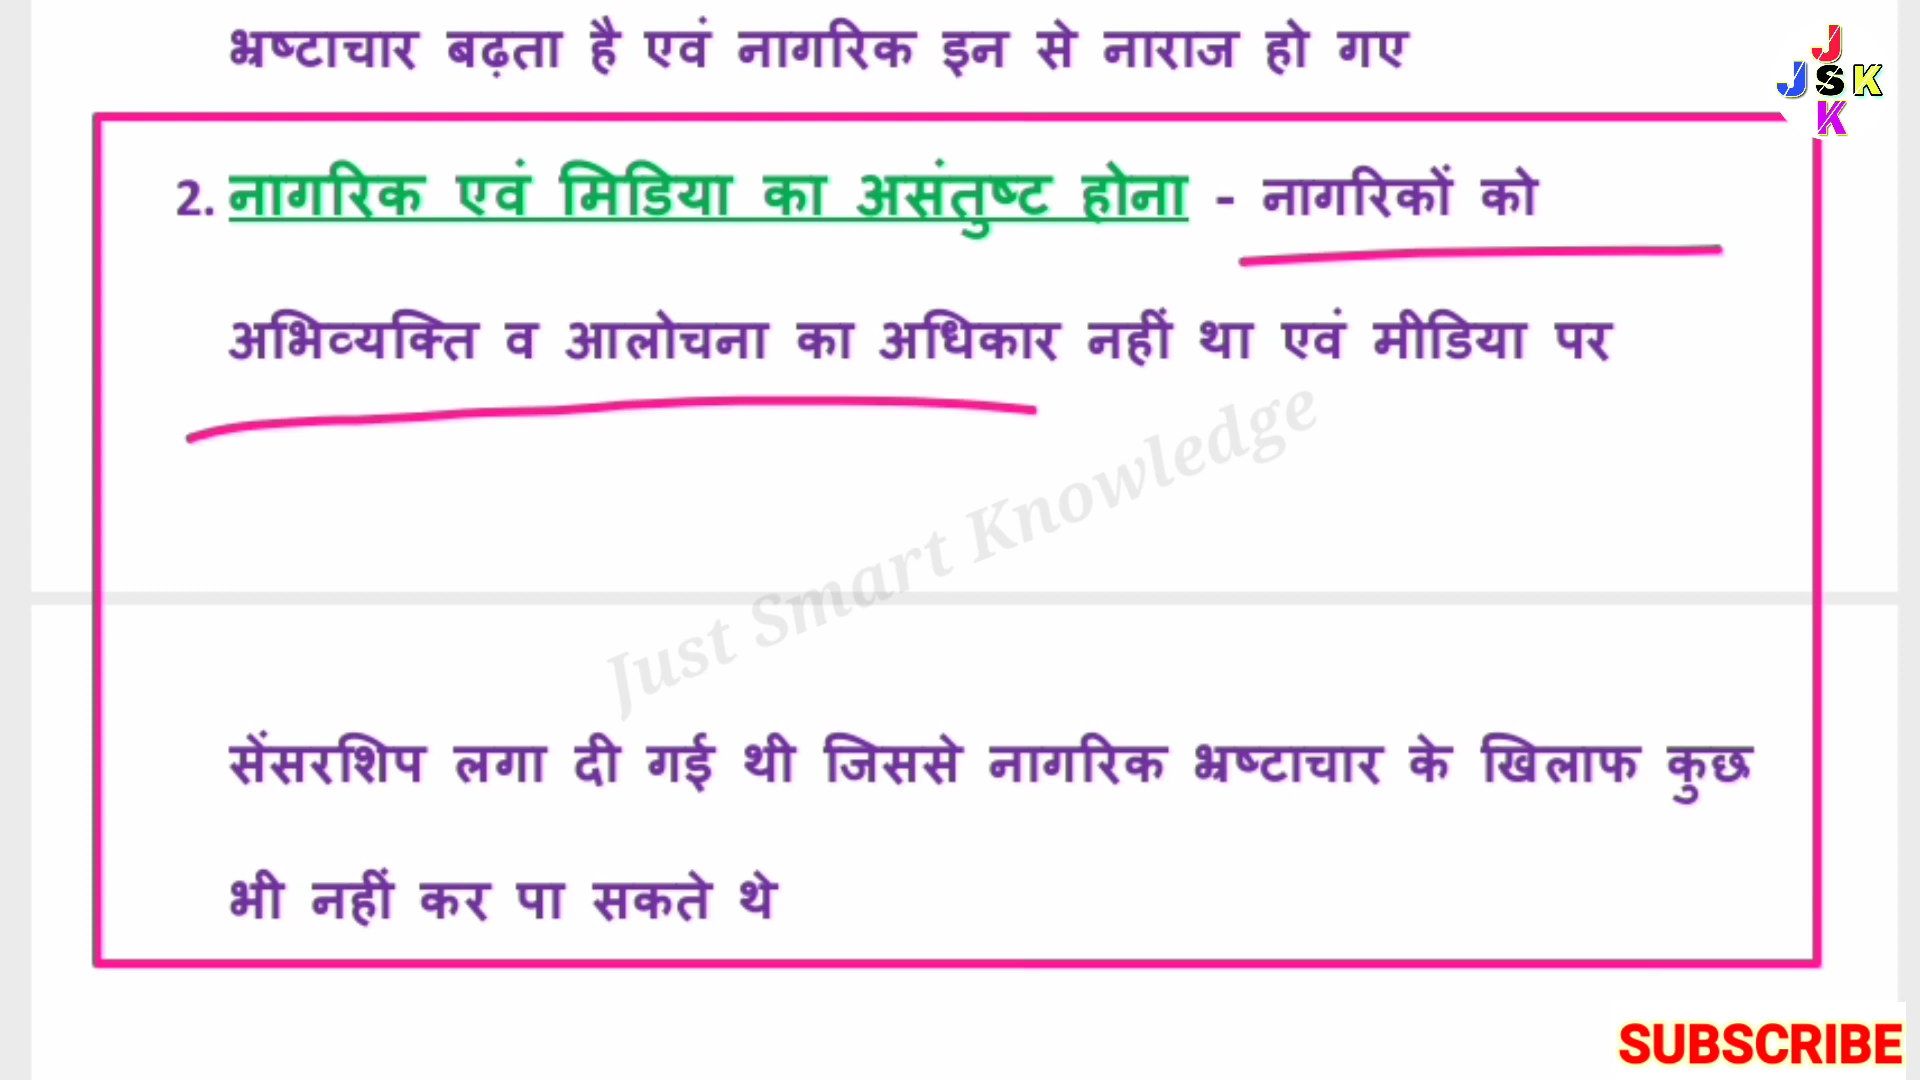 भ्रष्टाचार बढ़ता है एवं नागरिक इन से नाराज हो गए
J
J S K
K
2. नागरिक एवं मिडिया का असंतुष्ट होना - नागरिकों को
अभिव्यक्ति व आलोचना का अधिकार नहीं था एवं मीडिया पर
Just Smart Knowledge
सेंसरशिप लगा दी गई थी जिससे नागरिक भ्रष्टाचार के खिलाफ कुछ
भी नहीं कर पा सकते थे
SUBSCRIBE